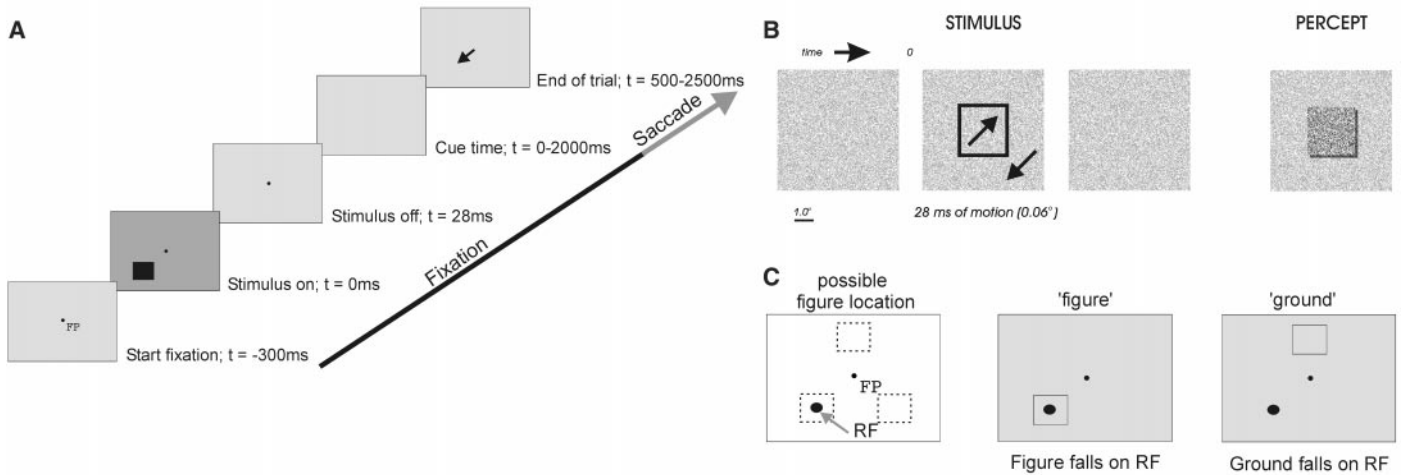 A
FP
Start fixation; t = -300ms
Stimulus on; t = 0ms
Stimulus off; t = 28ms
Cue time; t = 0-2000ms
End of trial; t = 500-2500ms
Fixation
Saccade
B
STIMULUS
PERCEPT
time
0
1.0°
28 ms of motion (0.06°)
C
possible
figure location
FP
RF
'figure'
Figure falls on RF
'ground'
Ground falls on RF